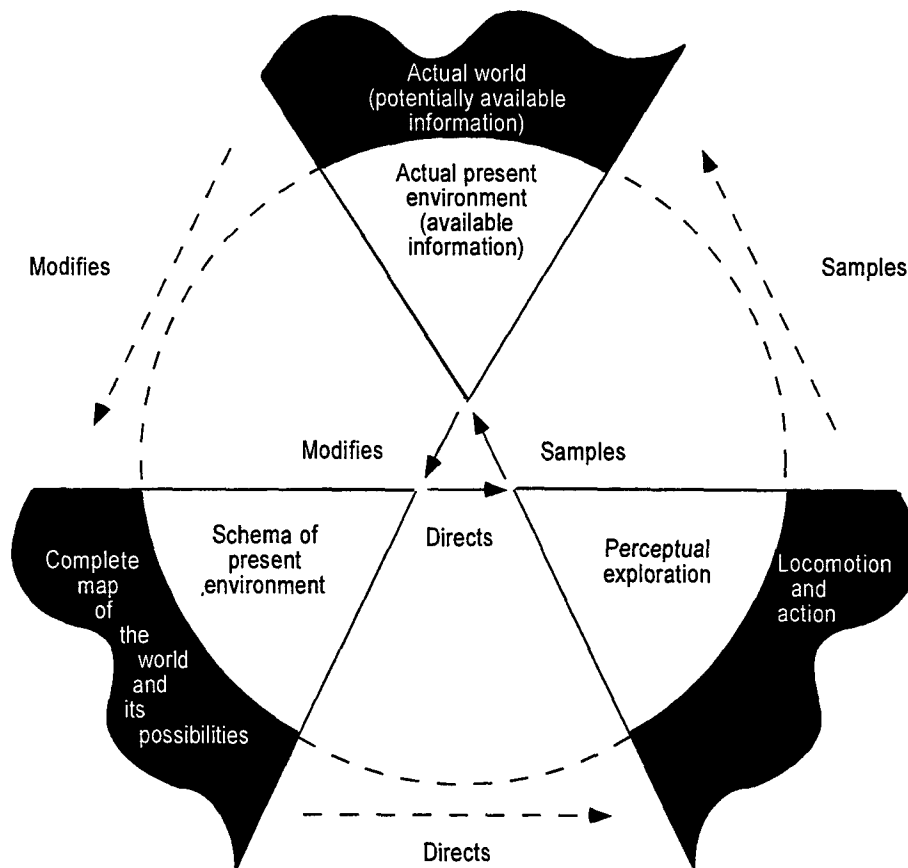 Actual world
(potentially available
information)
Actual present
environment
(available
information)
Modifies
Samples
Modifies
Samples
Directs
Schema of
present
environment
Perceptual
exploration
Complete
map
of
the
world
and
its
possibilities
Locomotion
and
action
Directs